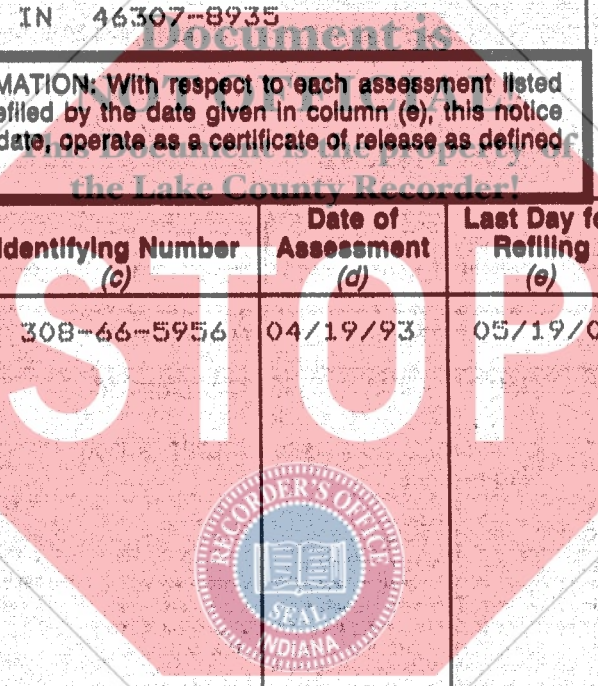 IN 46307-8935
Document is
NOT OFFICIAL!
This Document is the property of
the Lake County Recorder!
MATION: With respect to each assessment listed
efiled by the date given in column (e), this notice
date, operate as a certificate of release as defined
Identifying Number
(c)
Date of
Assessment
(d)
Last Day fo
Refiling
(e)
308-66-5956 04/19/93 05/19/0
STOP
RECORDER'S OFFICE
SEAL
INDIANA